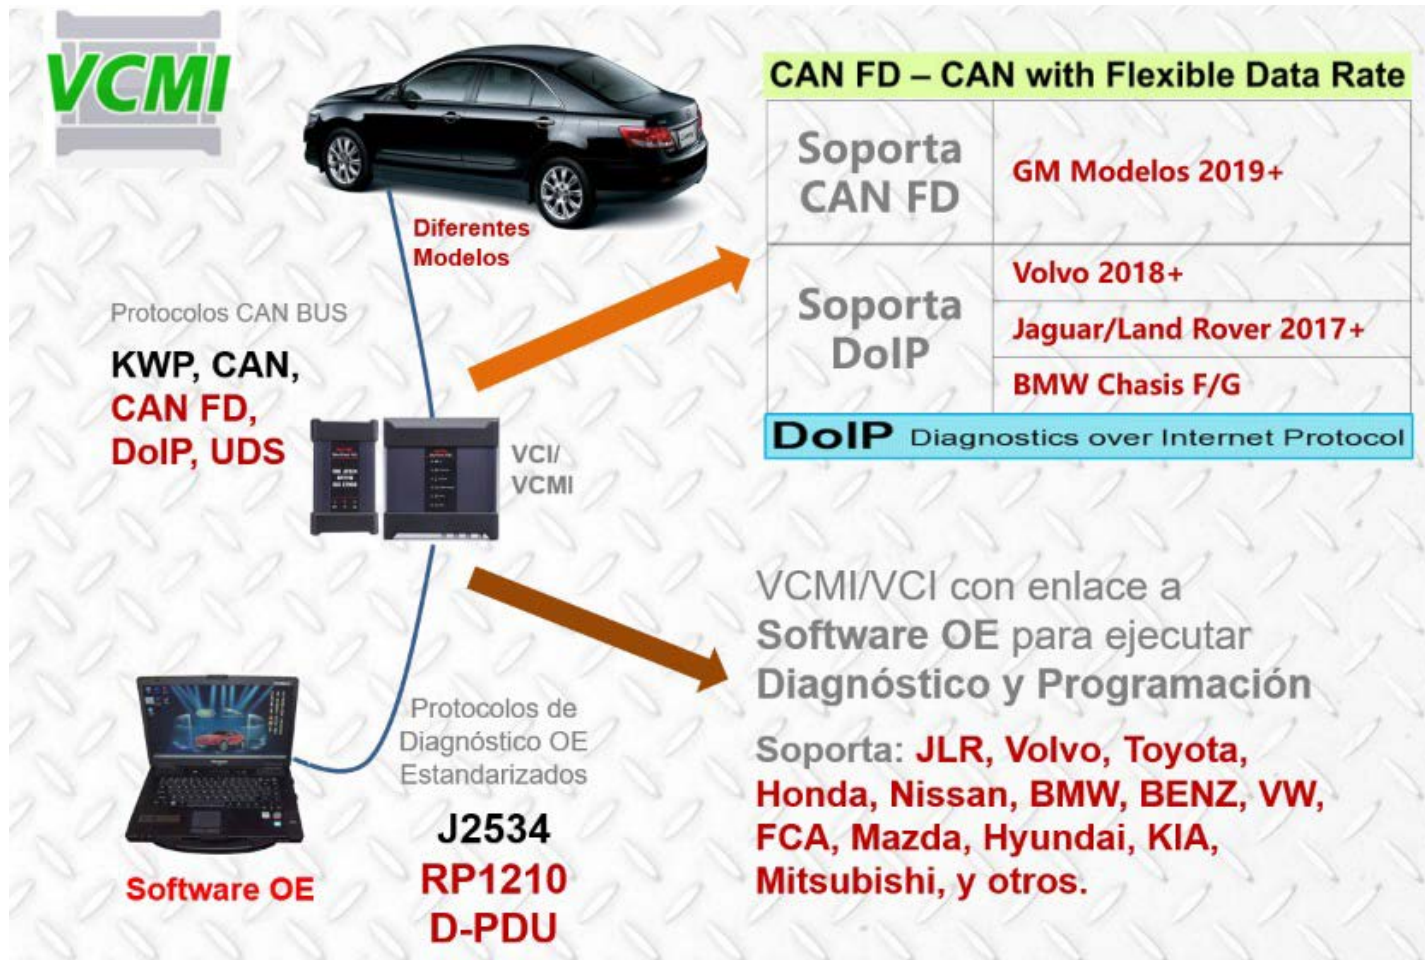 VCMI
CAN FD – CAN with Flexible Data Rate
Soporta
CAN FD
GM Modelos 2019+
Soporta
DoIP
Volvo 2018+
Jaguar/Land Rover 2017+
BMW Chasis F/G
DoIP Diagnostics over Internet Protocol
Diferentes
Modelos
Protocolos CAN BUS
KWP, CAN,
CAN FD,
DoIP, UDS
VCI/
VCMI
Protocolos de
Diagnóstico OE
Estandarizados
J2534
RP1210
D-PDU
Software OE
VCMI/VCI con enlace a
Software OE para ejecutar
Diagnóstico y Programación
Soporta: JLR, Volvo, Toyota,
Honda, Nissan, BMW, BENZ, VW,
FCA, Mazda, Hyundai, KIA,
Mitsubishi, y otros.